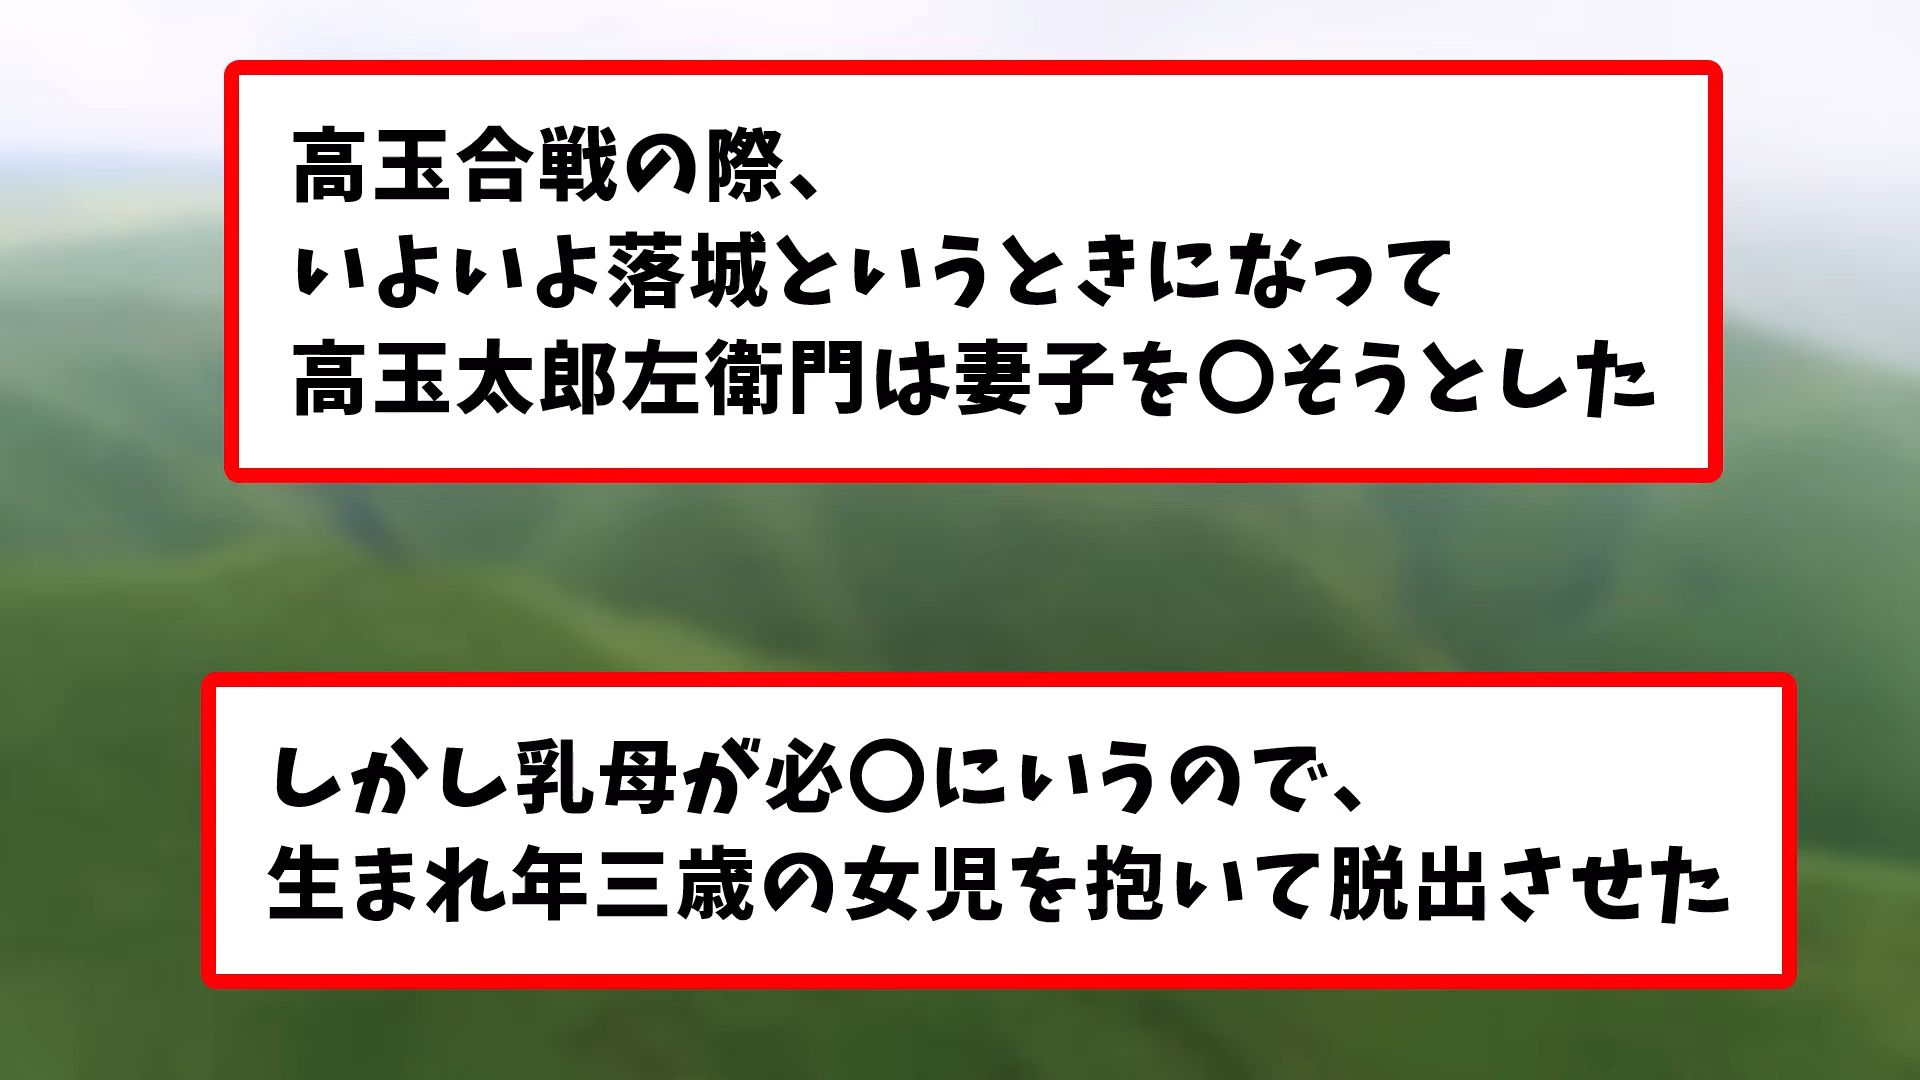 高玉合戦の際、
いよいよ落城というときになって
高玉太郎左衛門は妻子を〇そうとした
しかし乳母が必〇にいうので、
生まれ年三歳の女児を抱いて脱出させた